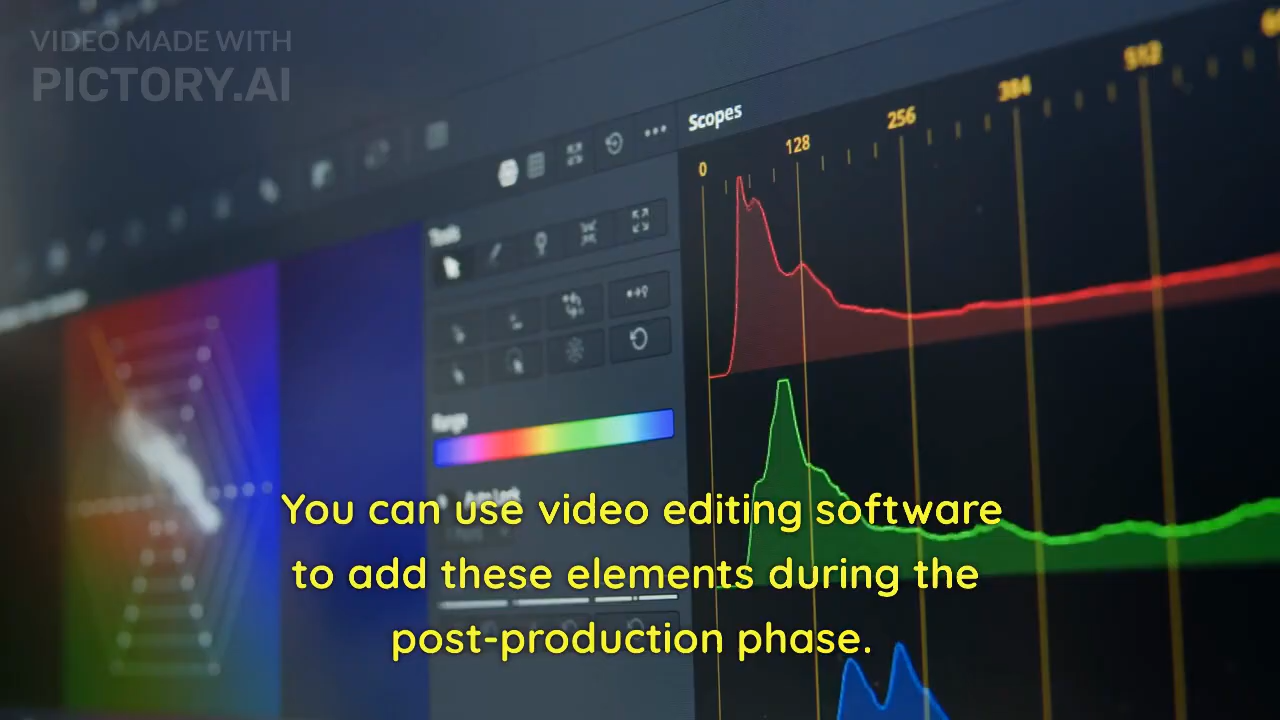 VIDEO MADE WITH
PICTORY.AI
Scopes
0
128
256
384
512
Tools
Range
You can use video editing software
to add these elements during the
post-production phase.